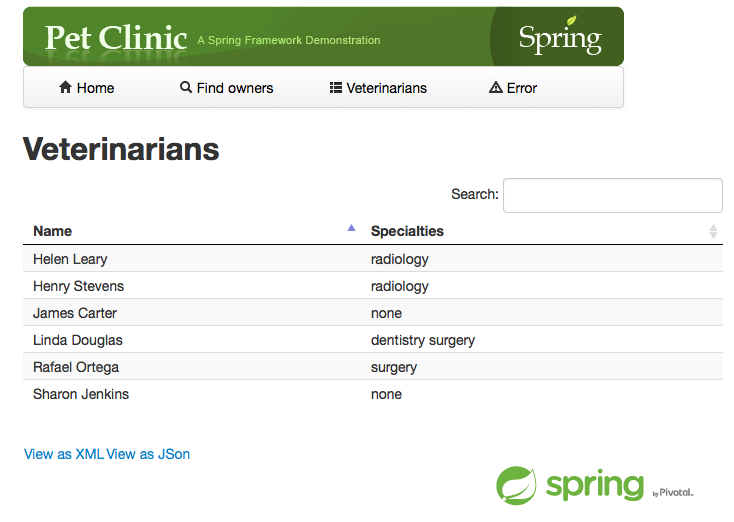 Pet Clinic A Spring Framework Demonstration Spring
Home Find owners Veterinarians Error
Veterinarians
Search:
Name Specialties
Helen Leary radiology
Henry Stevens radiology
James Carter none
Linda Douglas dentistry surgery
Rafael Ortega surgery
Sharon Jenkins none
View as XML View as JSon
spring by Pivotal.